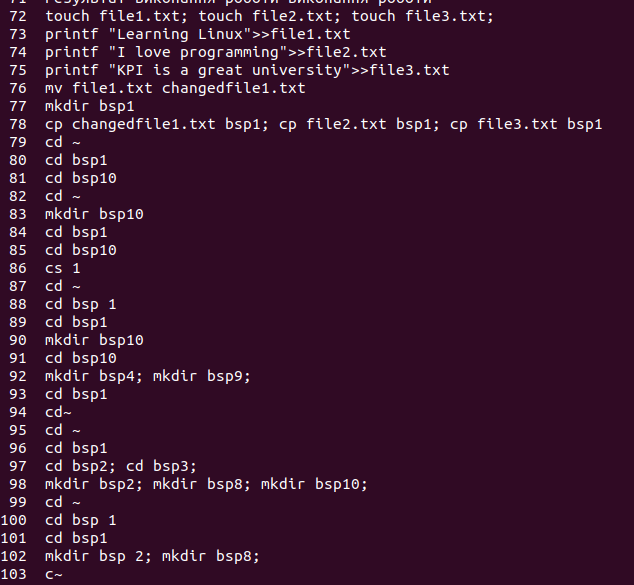 72 touch file1.txt; touch file2.txt; touch file3.txt;
73 printf "Learning Linux">>file1.txt
74 printf "I love programming">>file2.txt
75 printf "KPI is a great university">>file3.txt
76 mv file1.txt changedfile1.txt
77 mkdir bsp1
78 cp changedfile1.txt bsp1; cp file2.txt bsp1; cp file3.txt bsp1
79 cd ~
80 cd bsp1
81 cd bsp10
82 cd ~
83 mkdir bsp10
84 cd bsp1
85 cd bsp10
86 cs 1
87 cd ~
88 cd bsp 1
89 cd bsp1
90 mkdir bsp10
91 cd bsp10
92 mkdir bsp4; mkdir bsp9;
93 cd bsp1
94 cd~
95 cd ~
96 cd bsp1
97 cd bsp2; cd bsp3;
98 mkdir bsp2; mkdir bsp8; mkdir bsp10;
99 cd ~
100 cd bsp 1
101 cd bsp1
102 mkdir bsp 2; mkdir bsp8;
103 c~